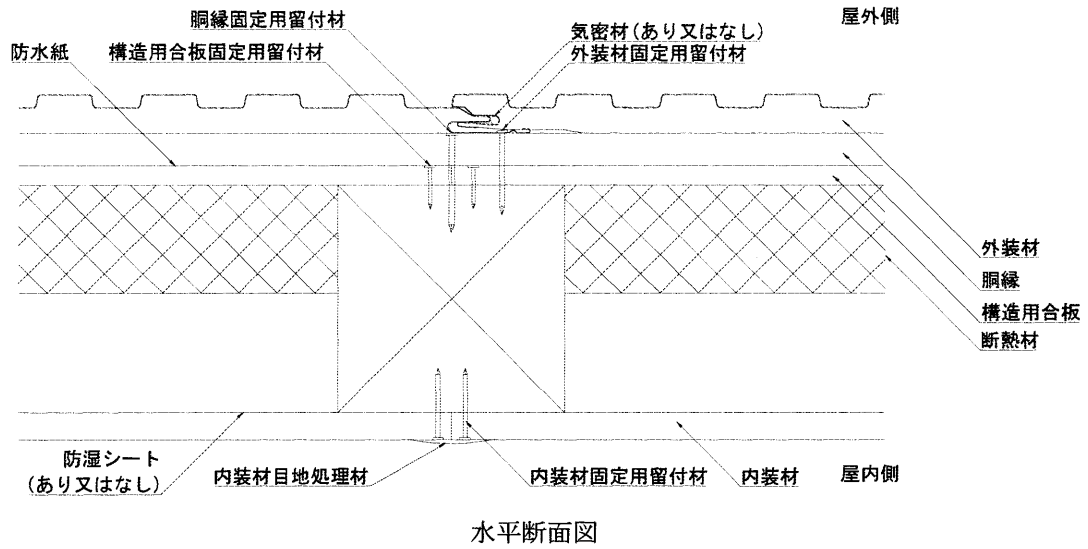 胴縁固定用留付材
屋外側
気密材(あり又はなし)
防水紙
構造用合板固定用留付材
外装材固定用留付材
外装材
胴縁
構造用合板
断熱材
防湿シート
(あり又はなし)
内装材目地処理材
内装材固定用留付材
内装材
屋内側
水平断面図